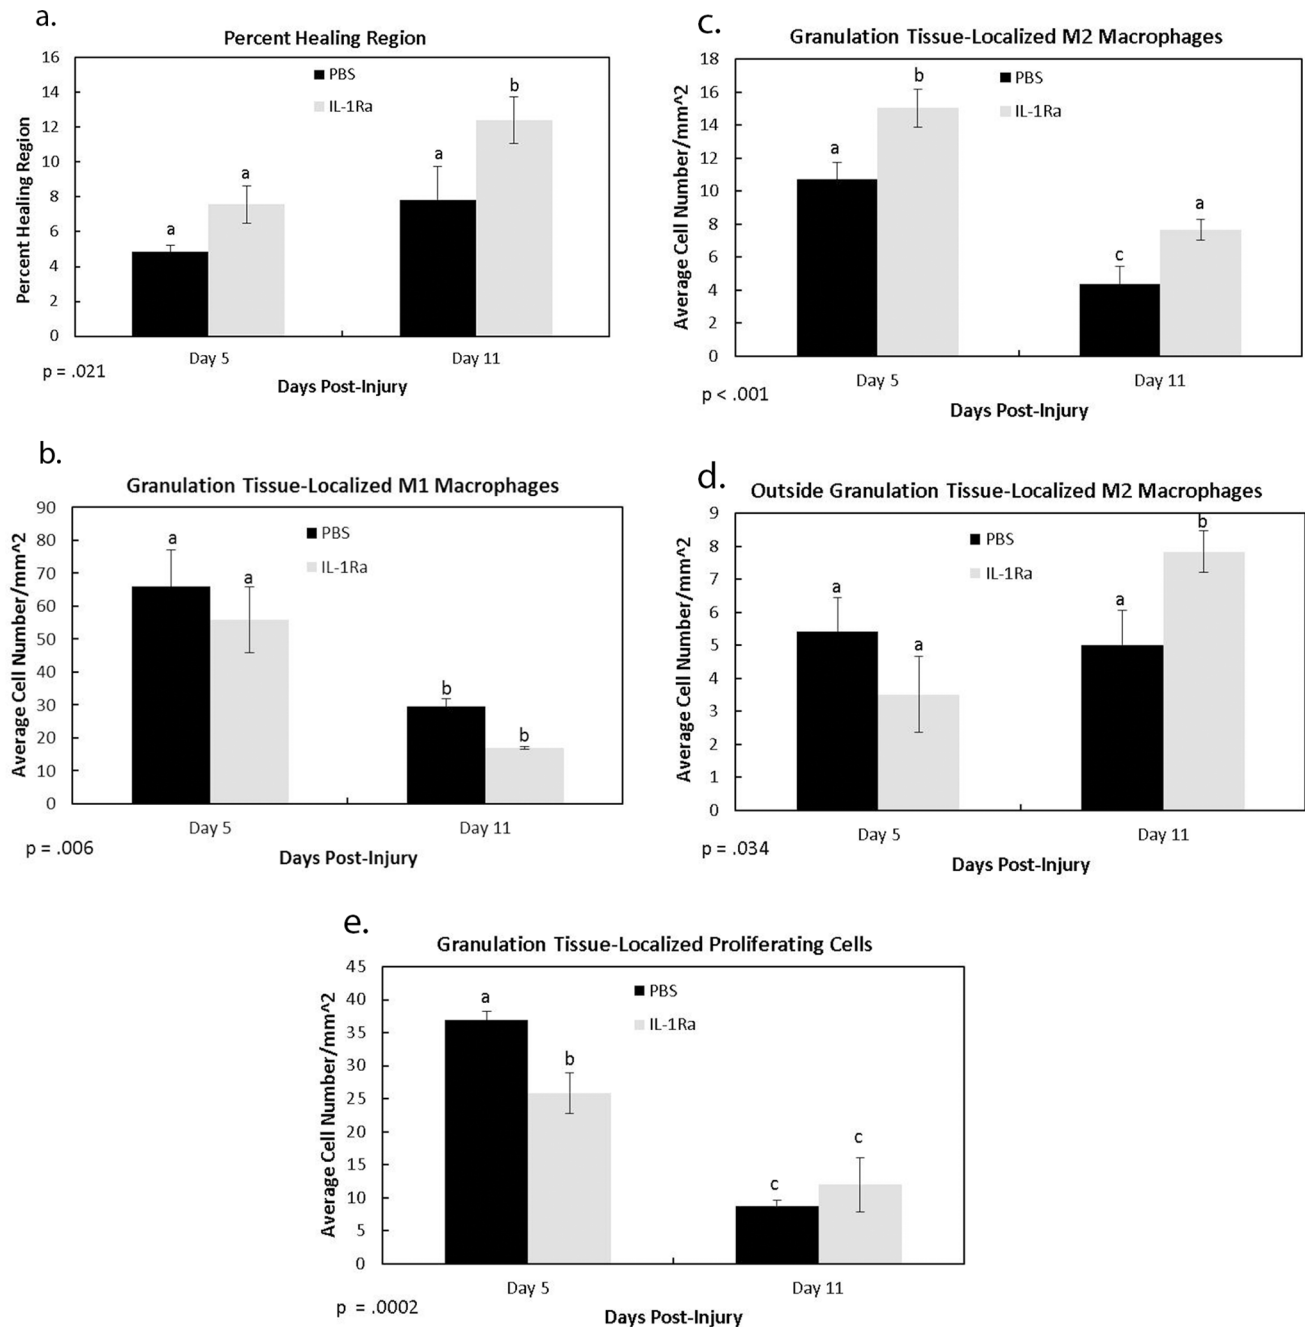 a.
Percent Healing Region
Percent Healing Region
16
14
12
10
8
6
4
2
0
PBS
IL-1Ra
a
a
a
b
Day 5
Day 11
p = .021
Days Post-Injury
c.
Granulation Tissue-Localized M2 Macrophages
Average Cell Number/mm^2
18
16
14
12
10
8
6
4
2
0
PBS
IL-1Ra
a
b
c
a
Day 5
Day 11
p < .001
Days Post-Injury
b.
Granulation Tissue-Localized M1 Macrophages
Average Cell Number/mm^2
90
80
70
60
50
40
30
20
10
0
PBS
IL-1Ra
a
a
b
b
Day 5
Day 11
p = .006
Days Post-Injury
d.
Outside Granulation Tissue-Localized M2 Macrophages
Average Cell Number/mm^2
9
8
7
6
5
4
3
2
1
0
PBS
IL-1Ra
a
a
a
b
Day 5
Day 11
p = .034
Days Post-Injury
e.
Granulation Tissue-Localized Proliferating Cells
Average Cell Number/mm^2
45
40
35
30
25
20
15
10
5
0
PBS
IL-1Ra
a
b
c
c
Day 5
Day 11
p = .0002
Days Post-Injury